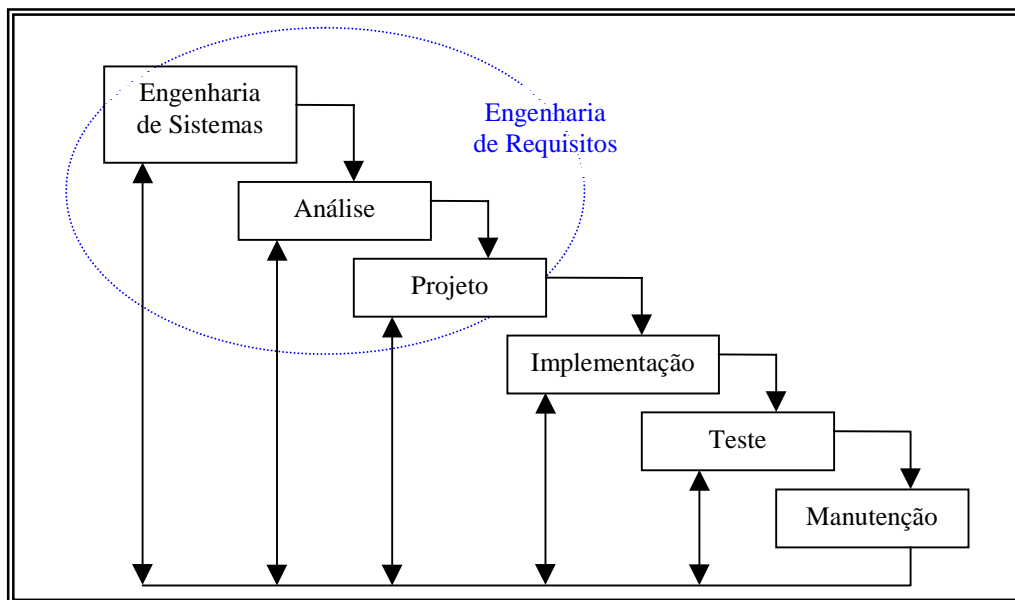 Engenharia
de Sistemas
Engenharia
de Requisitos
Análise
Projeto
Implementação
Teste
Manutenção